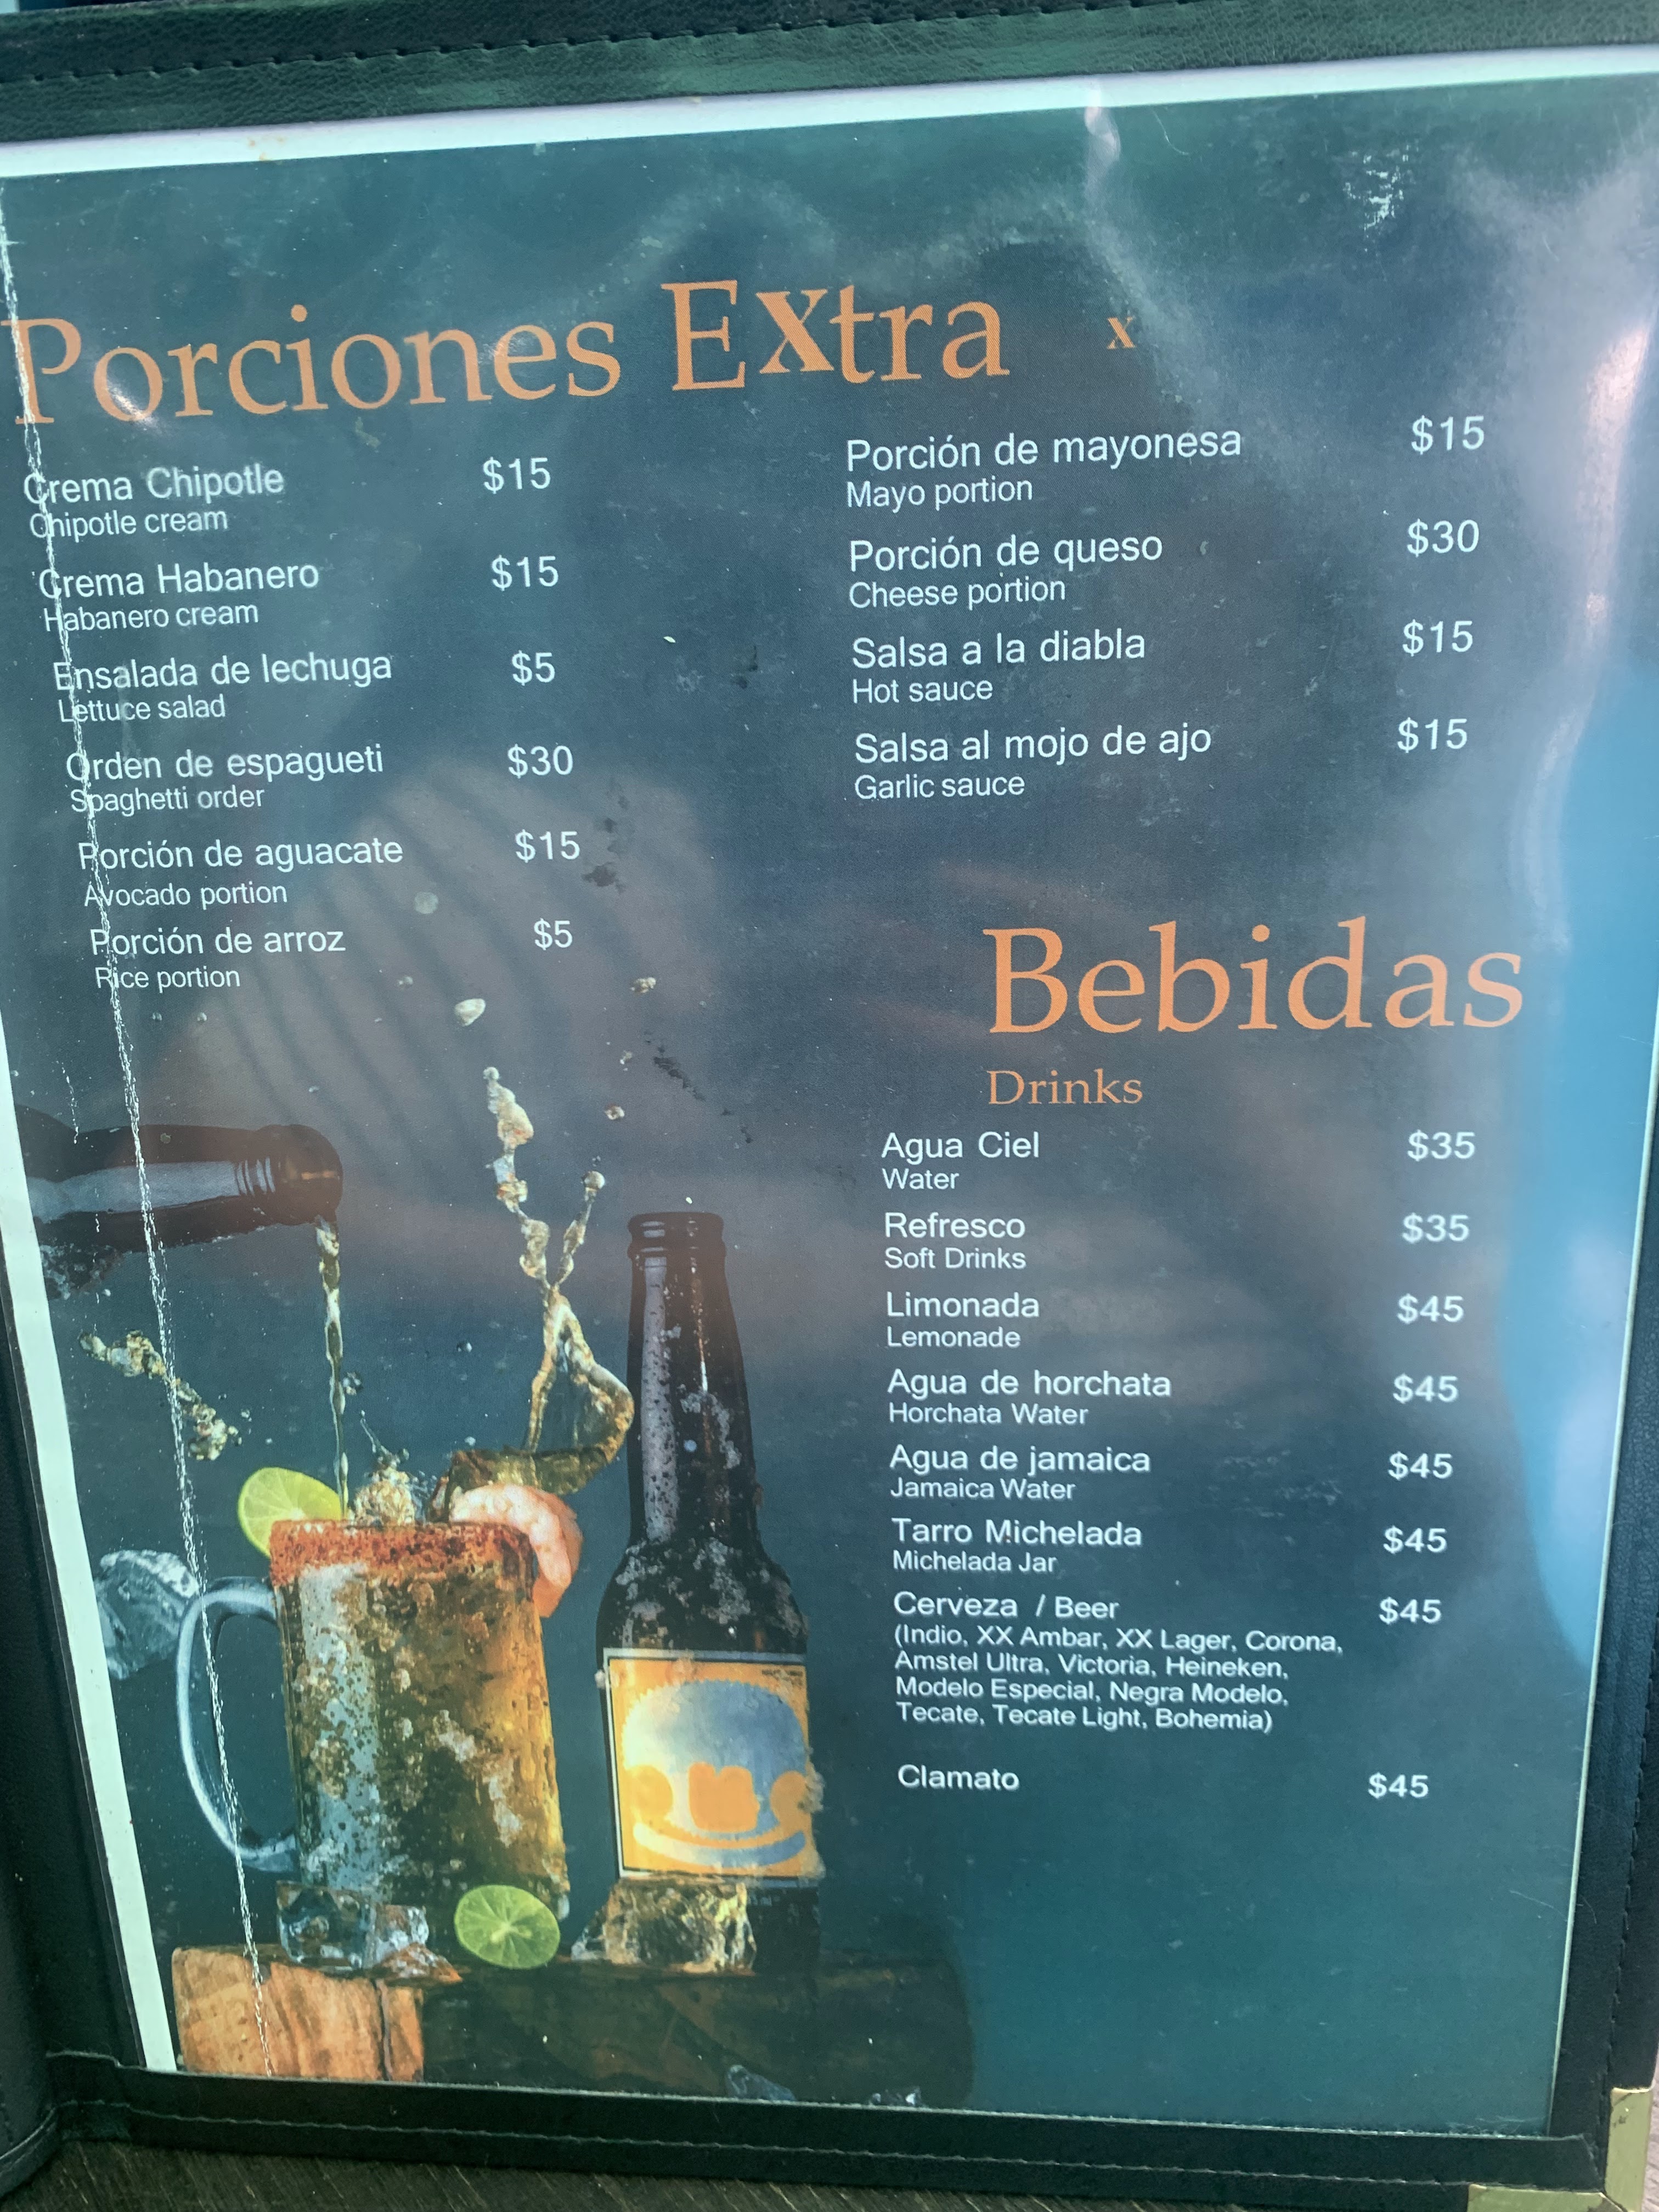 Porciones Extra x
Crema Chipotle $15
Chipotle cream
Crema Habanero $15
Habanero cream
Ensalada de lechuga $5
Lettuce salad
Orden de espagueti $30
Spaghetti order
Porción de aguacate $15
Avocado portion
Porción de arroz $5
Rice portion
Porción de mayonesa $15
Mayo portion
Porción de queso $30
Cheese portion
Salsa a la diabla $15
Hot sauce
Salsa al mojo de ajo $15
Garlic sauce
Bebidas
Drinks
Agua Ciel $35
Water
Refresco $35
Soft Drinks
Limonada $45
Lemonade
Agua de horchata $45
Horchata Water
Agua de jamaica $45
Jamaica Water
Tarro Michelada $45
Michelada Jar
Cerveza / Beer $45
(Indio, XX Ambar, XX Lager, Corona,
Amstel Ultra, Victoria, Heineken,
Modelo Especial, Negra Modelo,
Tecate, Tecate Light, Bohemia)
Clamato $45